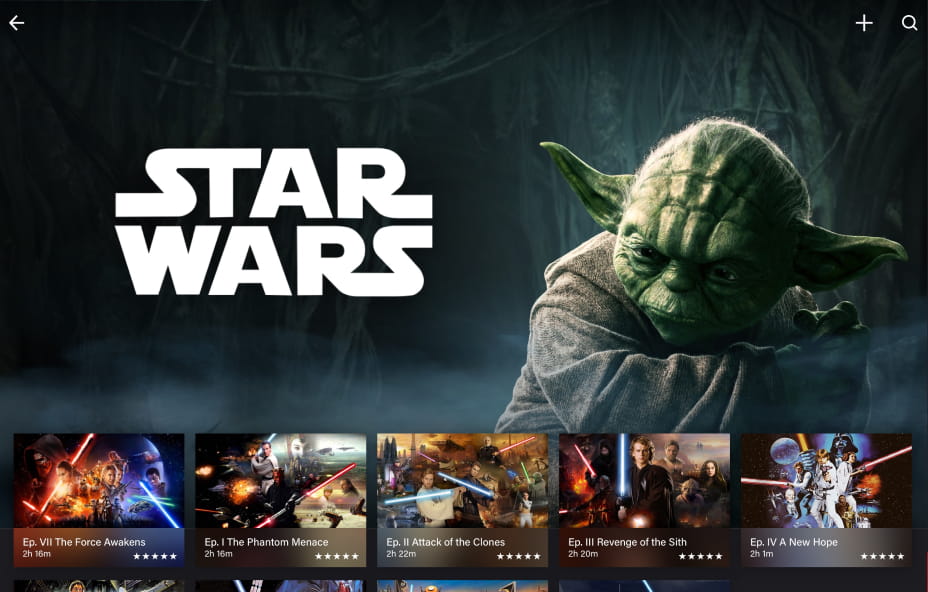 STAR
WARS
Ep. VII The Force Awakens
2h 16m
Ep. I The Phantom Menace
2h 16m
Ep. II Attack of the Clones
2h 22m
Ep. III Revenge of the Sith
2h 20m
Ep. IV A New Hope
2h 1m